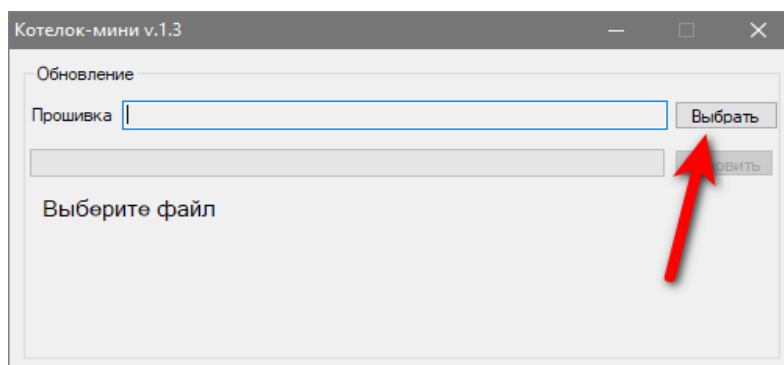 Котелок-мини v.1.3
Обновление
Прошивка Выбрать
Выберите файл